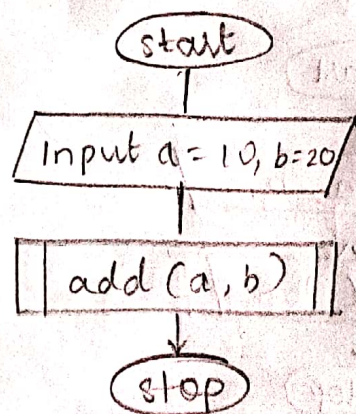 start
Input a = 10, b=20
add (a, b)
stop